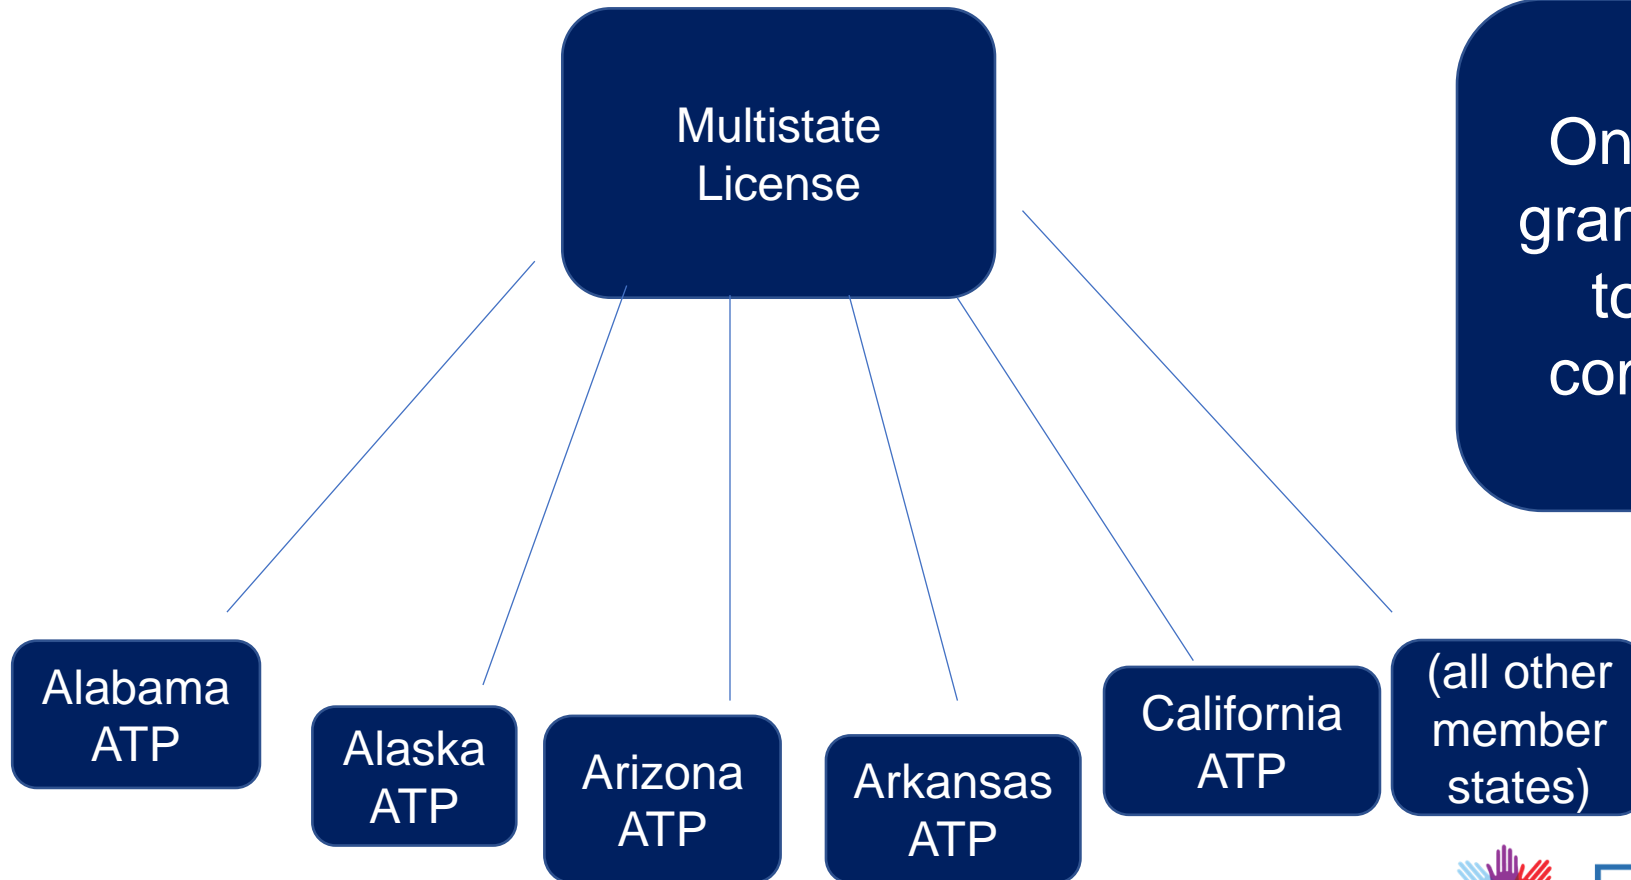 Multistate
License
Alabama
ATP
Alaska
ATP
Arizona
ATP
Arkansas
ATP
California
ATP
(all other
member
states)